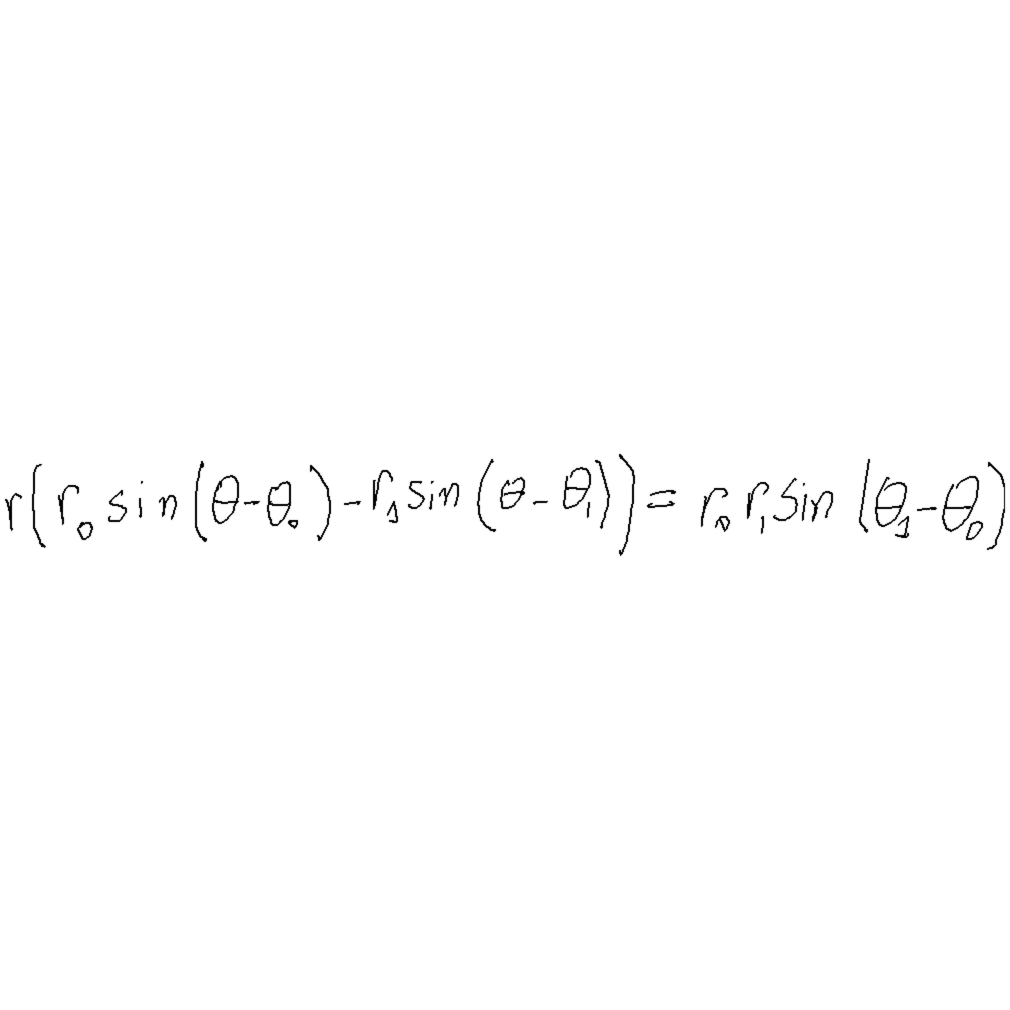 r(r₀ sin(θ-θ₀)-r₁ sin(θ-θ₁)) = r₀ r₁ sin(θ₁-θ₀)